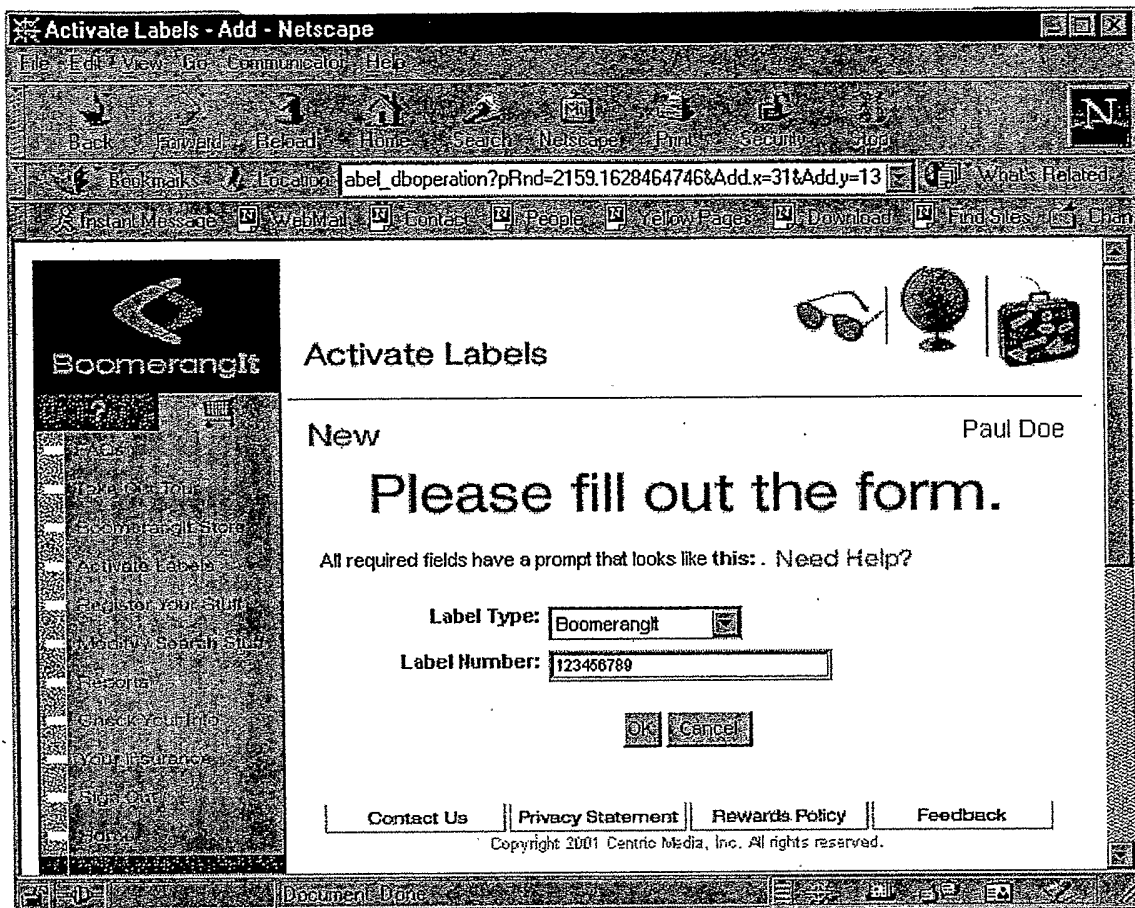 Activate Labels - Add - Netscape
File Edit View Go Communicator Help
Back Forward Reload Home Search Netscape Print Security Stop
Bookmarks Location: abel_dboperation?pRnd=2159.1628464746&Add.x=31&Add.y=13 What's Related
Instant Message WebMail Contact People Yellow Pages Download Find Sites Chan
BoomerangIt
Activate Labels
?
New
Paul Doe
Please fill out the form.
All required fields have a prompt that looks like this: . Need Help?
Label Type: BoomerangIt
Label Number: 123456789
OK Cancel
FAQs
Take Our Tour
BoomerangIt Store
Activate Labels
Register Your Stuff
Modify / Search Stuff
Reports
Check Your Info
Your Insurance
Sign Out
Home
Contact Us Privacy Statement Rewards Policy Feedback
Copyright 2001 Centric Media, Inc. All rights reserved.
Document: Done